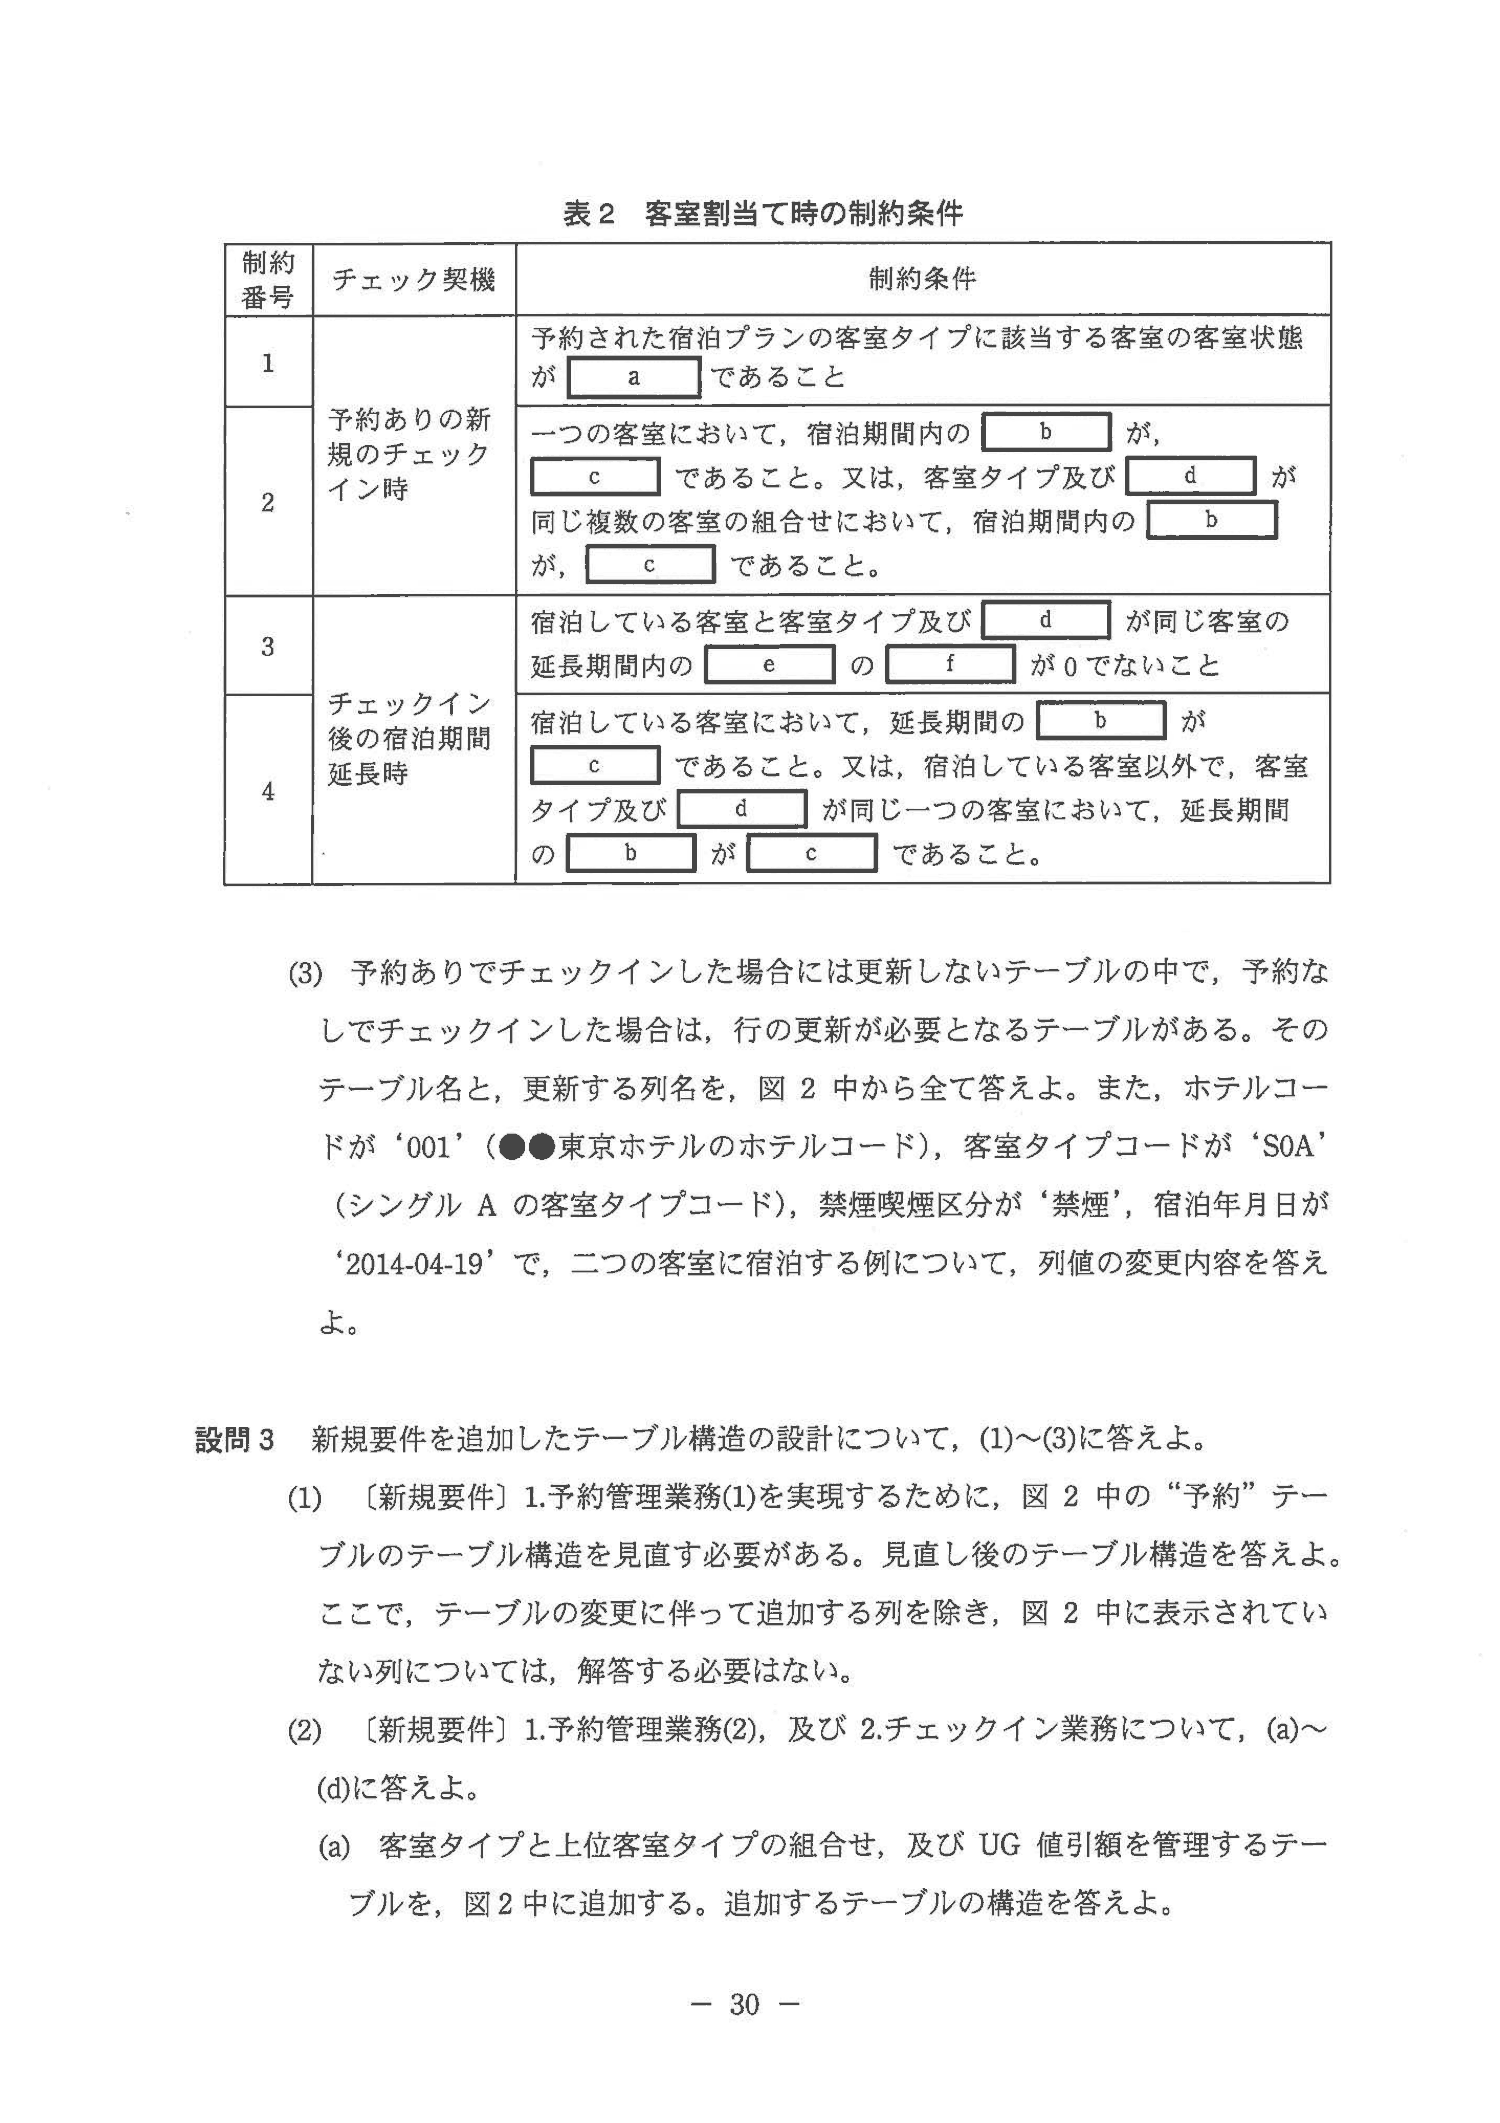 表2 客室割当て時の制約条件
制約番号 チェック契機 制約条件
1 予約ありの新規のチェックイン時 予約された宿泊プランの客室タイプに該当する客室の客室状態
が a であること
2 一つの客室において，宿泊期間内の b が，
c であること。又は，客室タイプ及び d が
同じ複数の客室の組合せにおいて，宿泊期間内の b
が， c であること。
3 チェックイン後の宿泊期間延長時 宿泊している客室と客室タイプ及び d が同じ客室の
延長期間内の e の f が0でないこと
4 宿泊している客室において，延長期間の b が
c であること。又は，宿泊している客室以外で，客室
タイプ及び d が同じ一つの客室において，延長期間
の b が c であること。
(3) 予約ありでチェックインした場合には更新しないテーブルの中で，予約な
しでチェックインした場合は，行の更新が必要となるテーブルがある。その
テーブル名と，更新する列名を，図 2 中から全て答えよ。また，ホテルコー
ドが‘001’（●●東京ホテルのホテルコード），客室タイプコードが‘S0A’
（シングル A の客室タイプコード），禁煙喫煙区分が‘禁煙’，宿泊年月日が
‘2014-04-19’で，二つの客室に宿泊する例について，列値の変更内容を答え
よ。
設問3 新規要件を追加したテーブル構造の設計について，(1)～(3)に答えよ。
(1) 〔新規要件〕1.予約管理業務(1)を実現するために，図 2 中の“予約”テー
ブルのテーブル構造を見直す必要がある。見直し後のテーブル構造を答えよ。
ここで，テーブルの変更に伴って追加する列を除き，図 2 中に表示されてい
ない列については，解答する必要はない。
(2) 〔新規要件〕1.予約管理業務(2)，及び 2.チェックイン業務について，(a)～
(d)に答えよ。
(a) 客室タイプと上位客室タイプの組合せ，及び UG 値引額を管理するテー
ブルを，図2中に追加する。追加するテーブルの構造を答えよ。
－ 30 －